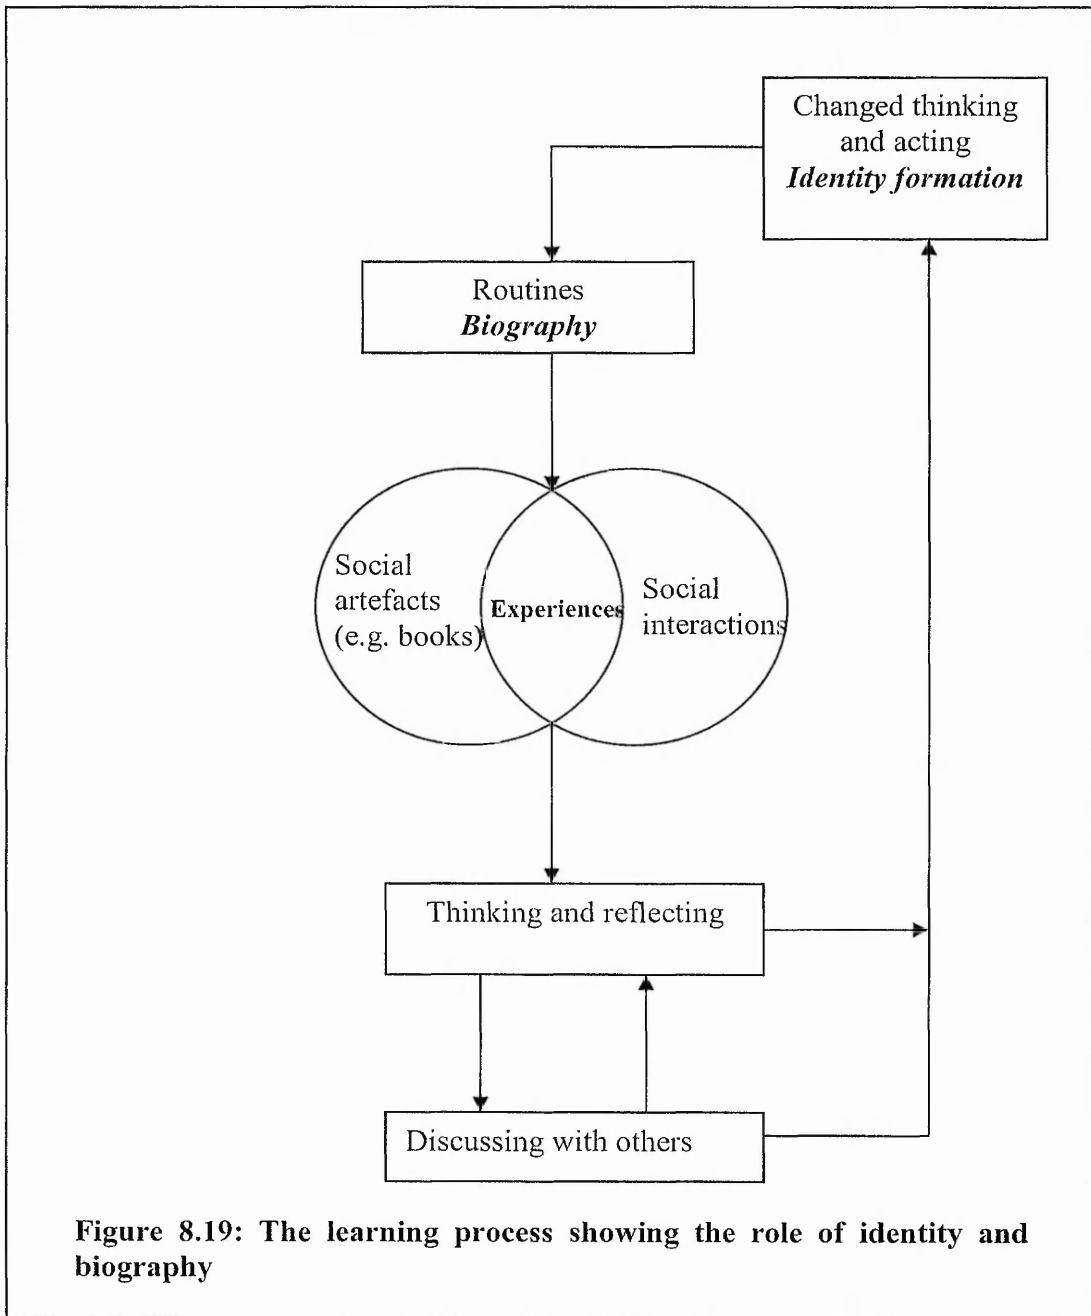 Changed thinking
and acting
Identity formation
Routines
Biography
Social
artefacts
(e.g. books)
Experiences
Social
interactions
Thinking and reflecting
Discussing with others
Figure 8.19: The learning process showing the role of identity and
biography